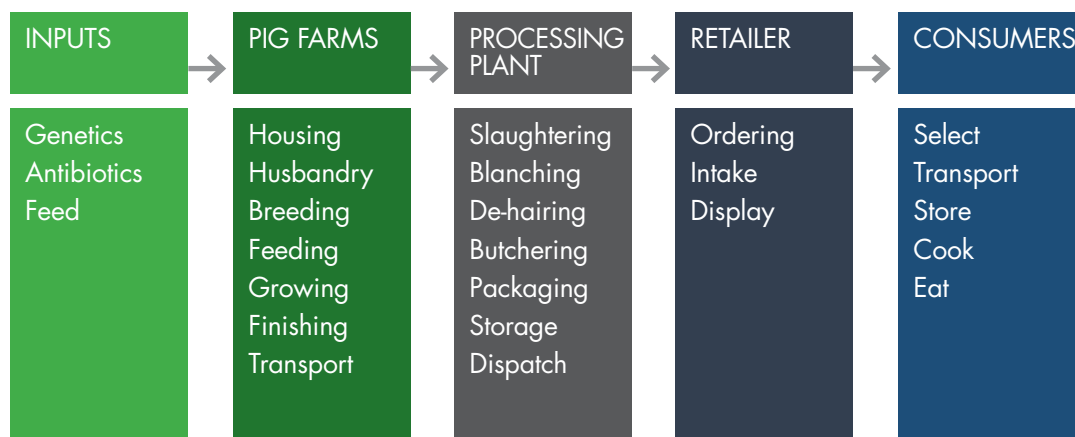 INPUTS
PIG FARMS
PROCESSING
PLANT
RETAILER
CONSUMERS
Genetics
Antibiotics
Feed
Housing
Husbandry
Breeding
Feeding
Growing
Finishing
Transport
Slaughtering
Blanching
De-hairing
Butchering
Packaging
Storage
Dispatch
Ordering
Intake
Display
Select
Transport
Store
Cook
Eat